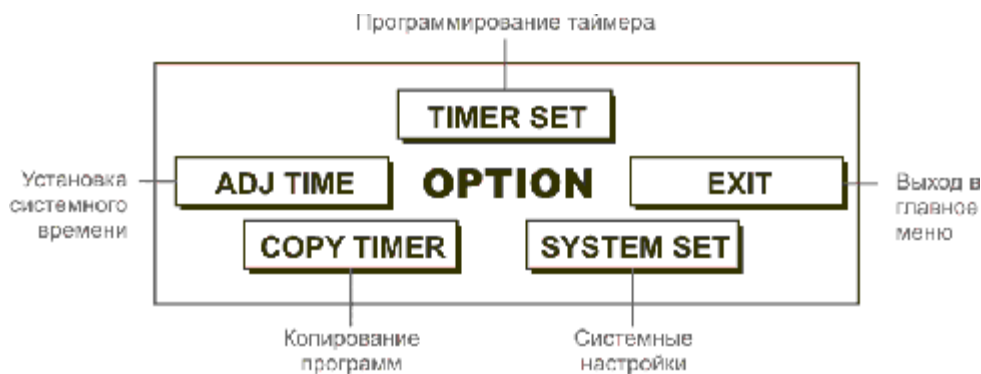 Программирование таймера
TIMER SET
Установка
системного
времени
ADJ TIME
OPTION
EXIT
Выход в
главное
меню
COPY TIMER
SYSTEM SET
Копирование
программ
Системные
настройки